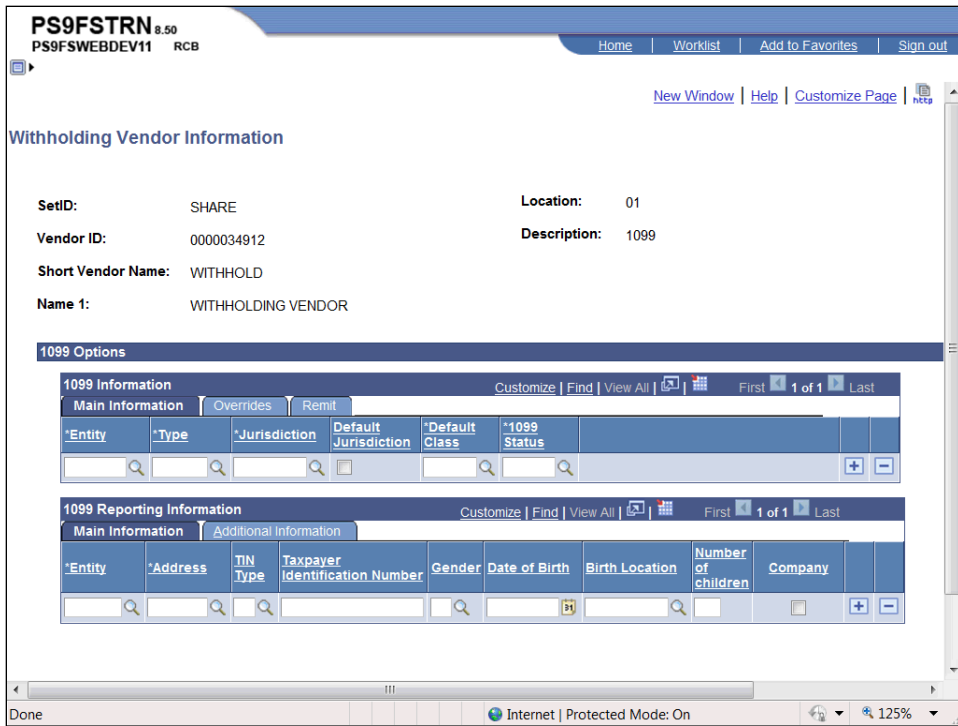 PS9FSTRN 8.50
PS9FSWEBDEV11 RCB
Home | Worklist | Add to Favorites | Sign out
New Window | Help | Customize Page | http
Withholding Vendor Information
SetID: SHARE Location: 01
Vendor ID: 0000034912 Description: 1099
Short Vendor Name: WITHHOLD
Name 1: WITHHOLDING VENDOR
1099 Options
1099 Information Customize | Find | View All | First 1 of 1 Last
Main Information Overrides Remit
*Entity *Type *Jurisdiction Default Jurisdiction *Default Class *1099 Status
1099 Reporting Information Customize | Find | View All | First 1 of 1 Last
Main Information Additional Information
*Entity *Address TIN Type Taxpayer Identification Number Gender Date of Birth Birth Location Number of children Company
31
Done Internet | Protected Mode: On 125%